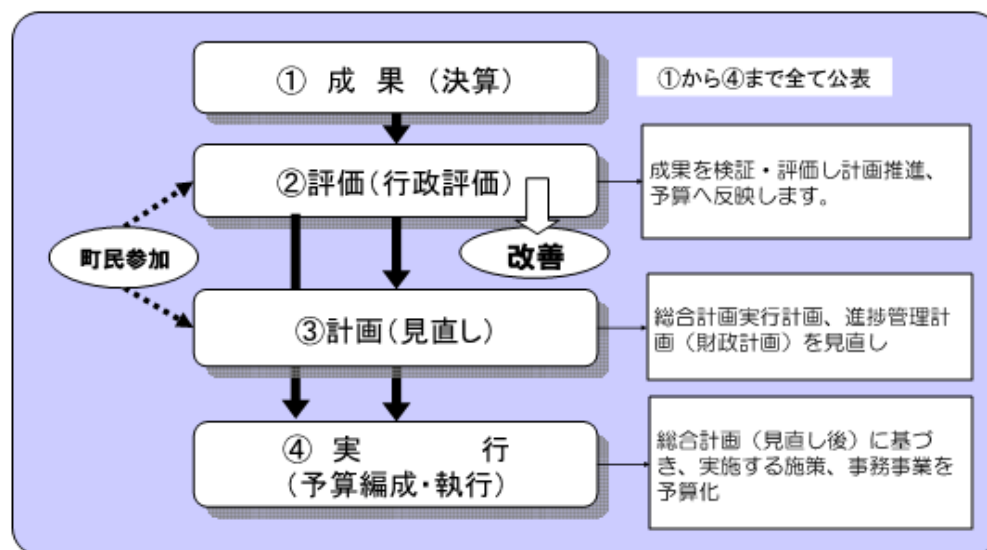 ① 成 果 （決算）
①から④まで全て公表
②評価（行政評価）
成果を検証・評価し計画推進、
予算へ反映します。
改善
町民参加
③計画（見直し）
総合計画実行計画、進捗管理計
画（財政計画）を見直し
④ 実 行
（予算編成・執行）
総合計画（見直し後）に基づ
き、実施する施策、事務事業を
予算化